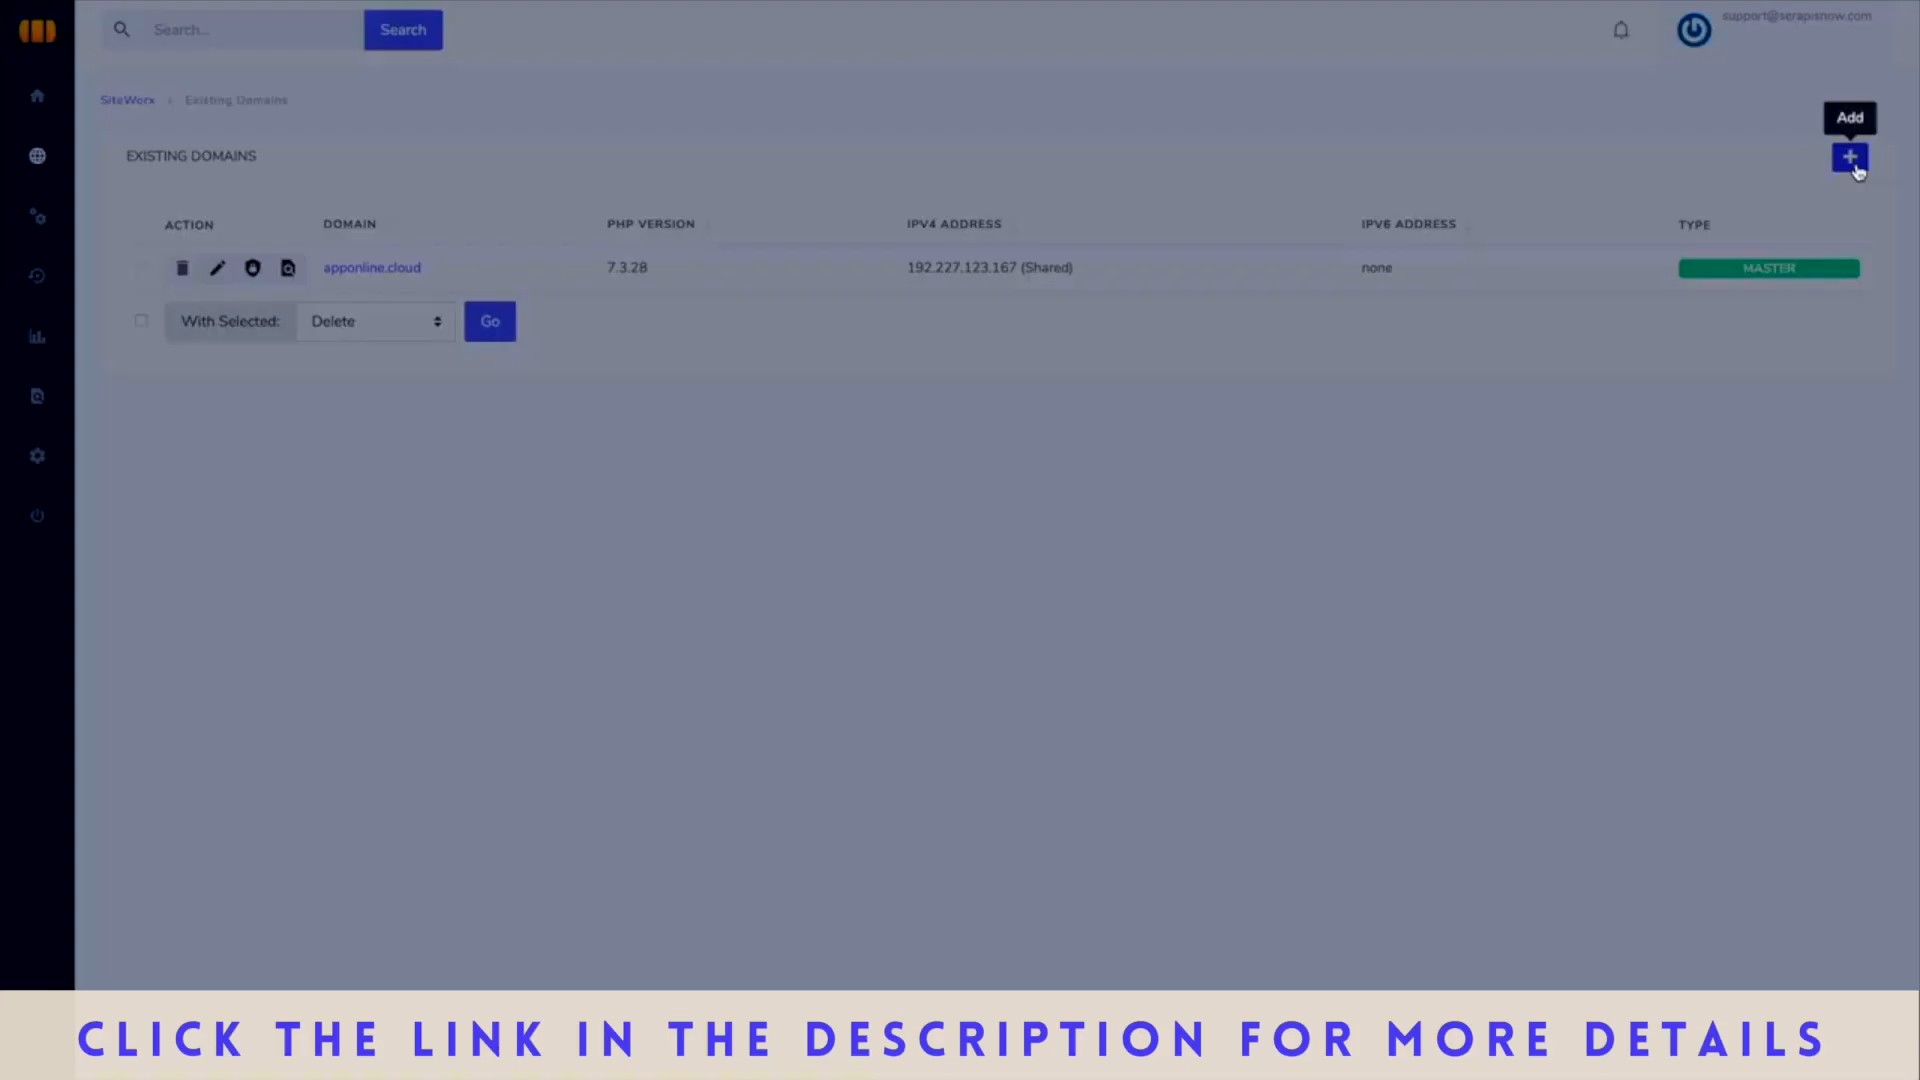 Search...
Search
support@serapisnow.com
SiteWorx > Existing Domains
Add
EXISTING DOMAINS
ACTION DOMAIN PHP VERSION IPV4 ADDRESS IPV6 ADDRESS TYPE
apponline.cloud 7.3.28 192.227.123.167 (Shared) none MASTER
With Selected: Delete Go
CLICK THE LINK IN THE DESCRIPTION FOR MORE DETAILS